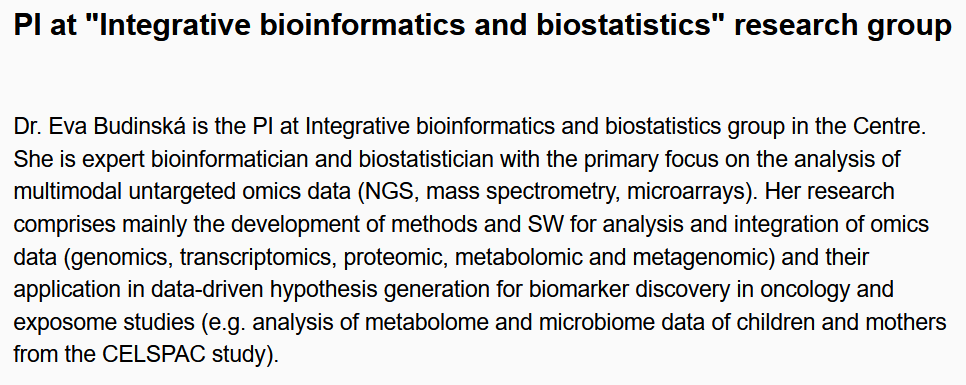 PI at "Integrative bioinformatics and biostatistics" research group
Dr. Eva Budinská is the PI at Integrative bioinformatics and biostatistics group in the Centre.
She is expert bioinformatician and biostatistician with the primary focus on the analysis of
multimodal untargeted omics data (NGS, mass spectrometry, microarrays). Her research
comprises mainly the development of methods and SW for analysis and integration of omics
data (genomics, transcriptomics, proteomic, metabolomic and metagenomic) and their
application in data-driven hypothesis generation for biomarker discovery in oncology and
exposome studies (e.g. analysis of metabolome and microbiome data of children and mothers
from the CELSPAC study).